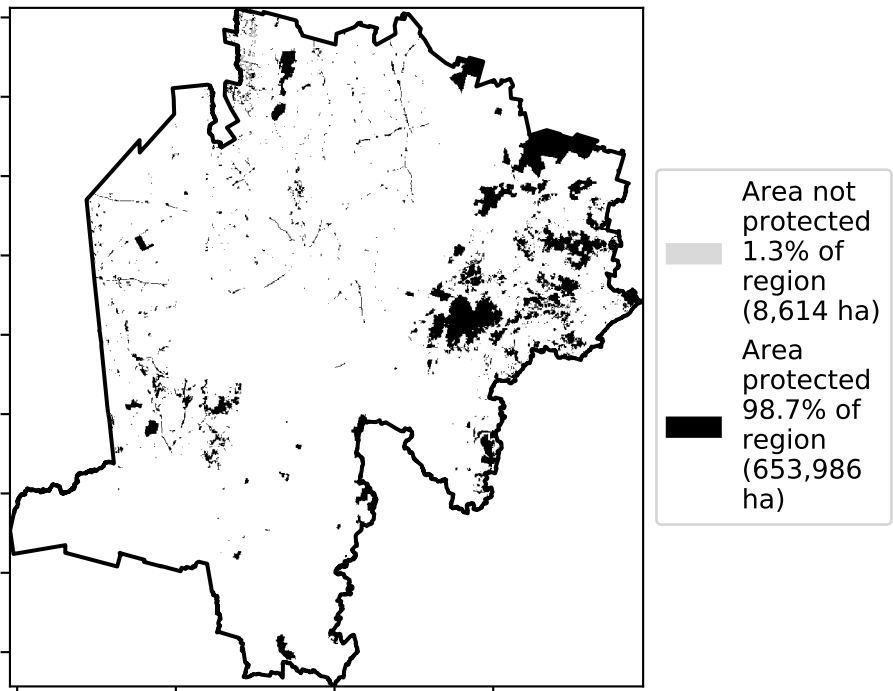 Area not
protected
1.3% of
region
(8,614 ha)
Area
protected
98.7% of
region
(653,986
ha)